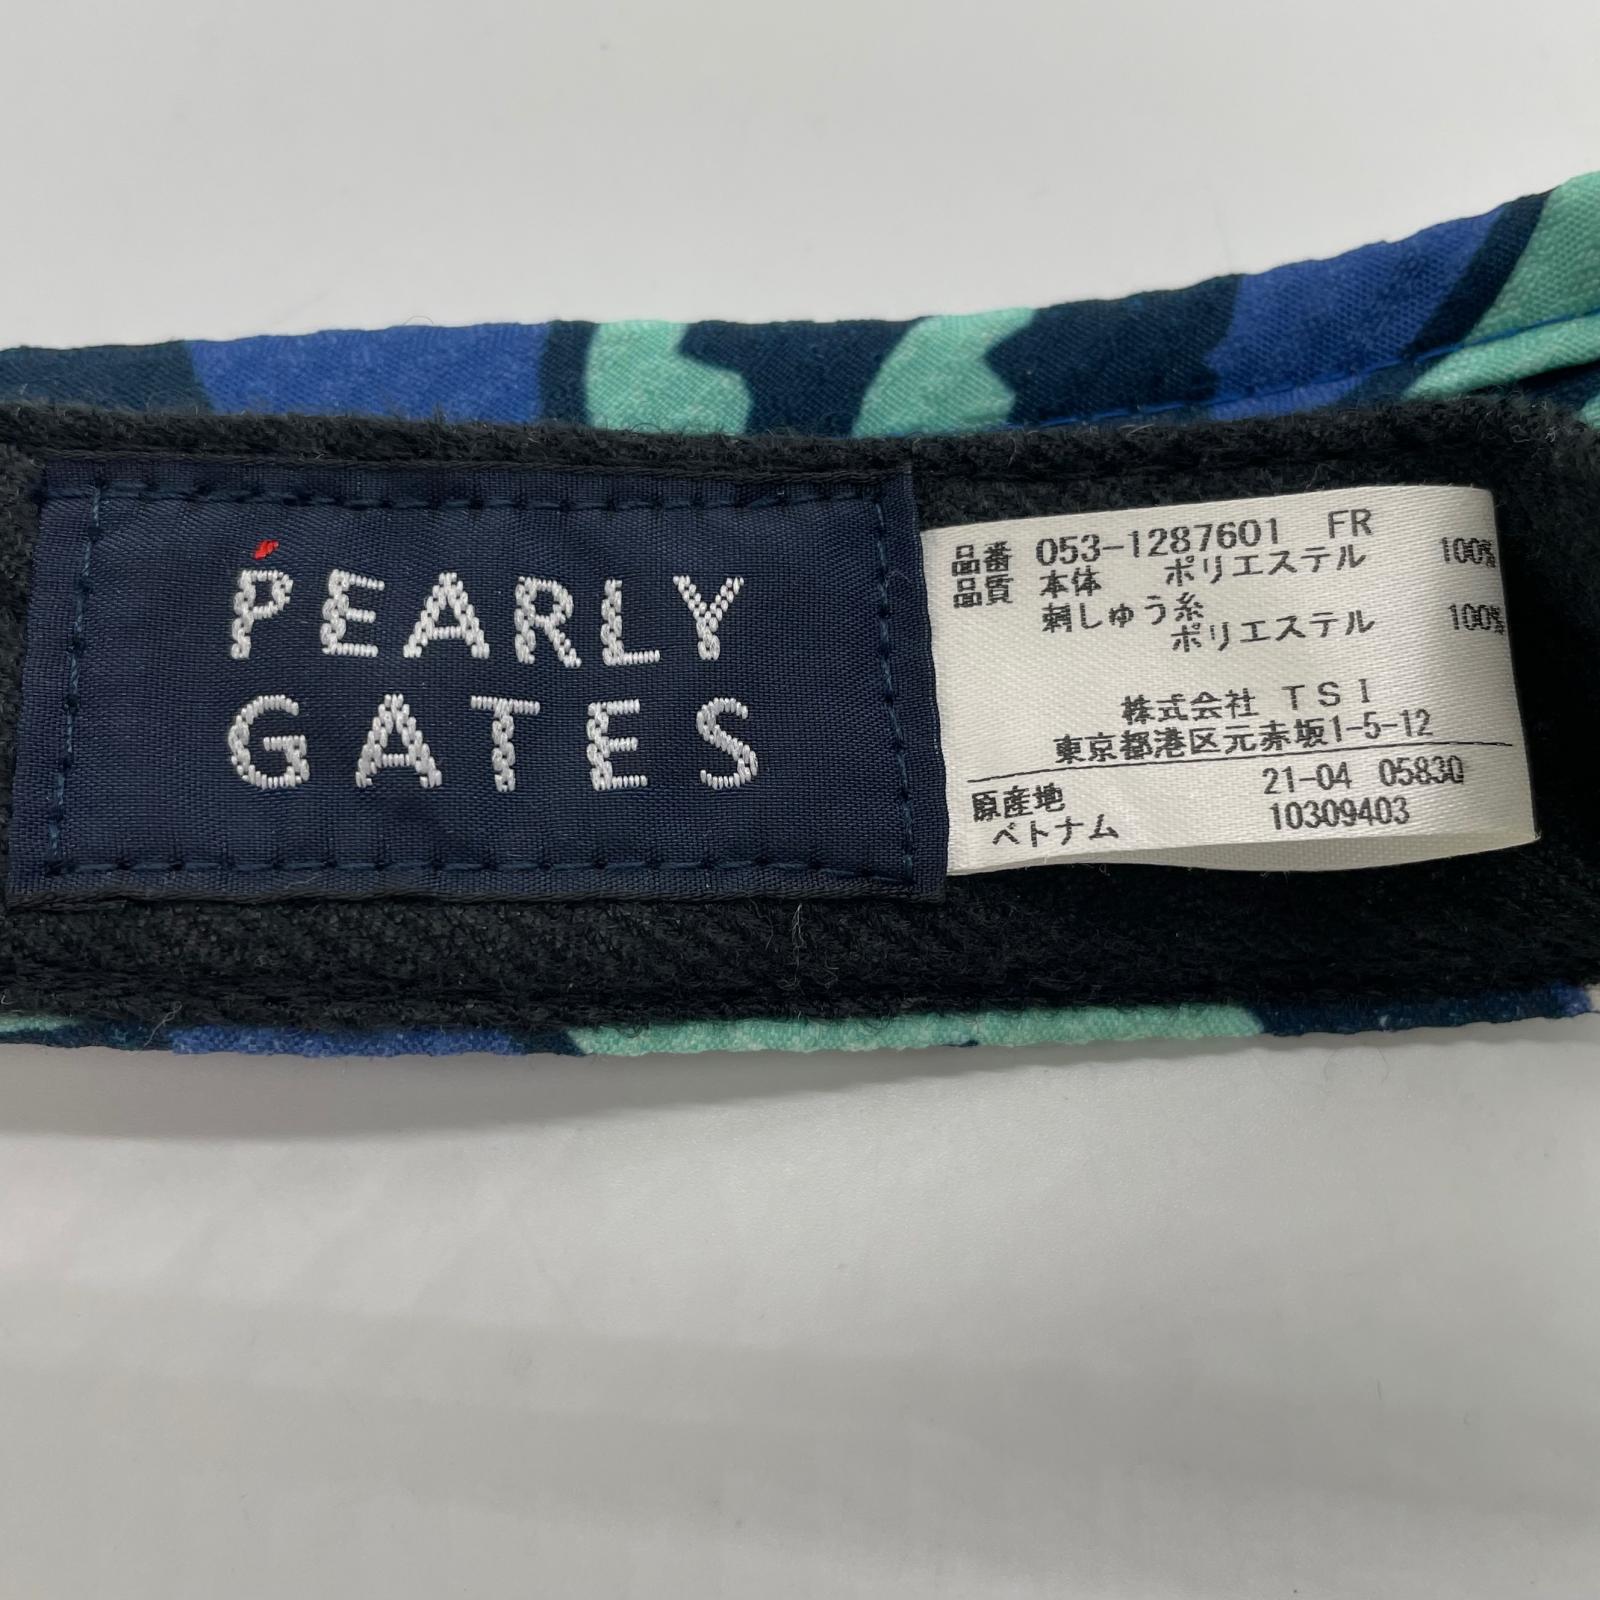 PEARLY
GATES
品番 053-1287601 FR
品質 本体 ポリエステル 100%
刺しゅう糸
ポリエステル 100%
株式会社 TSI
東京都港区元赤坂1-5-12
21-04 05830
原産地
ベトナム 10309403